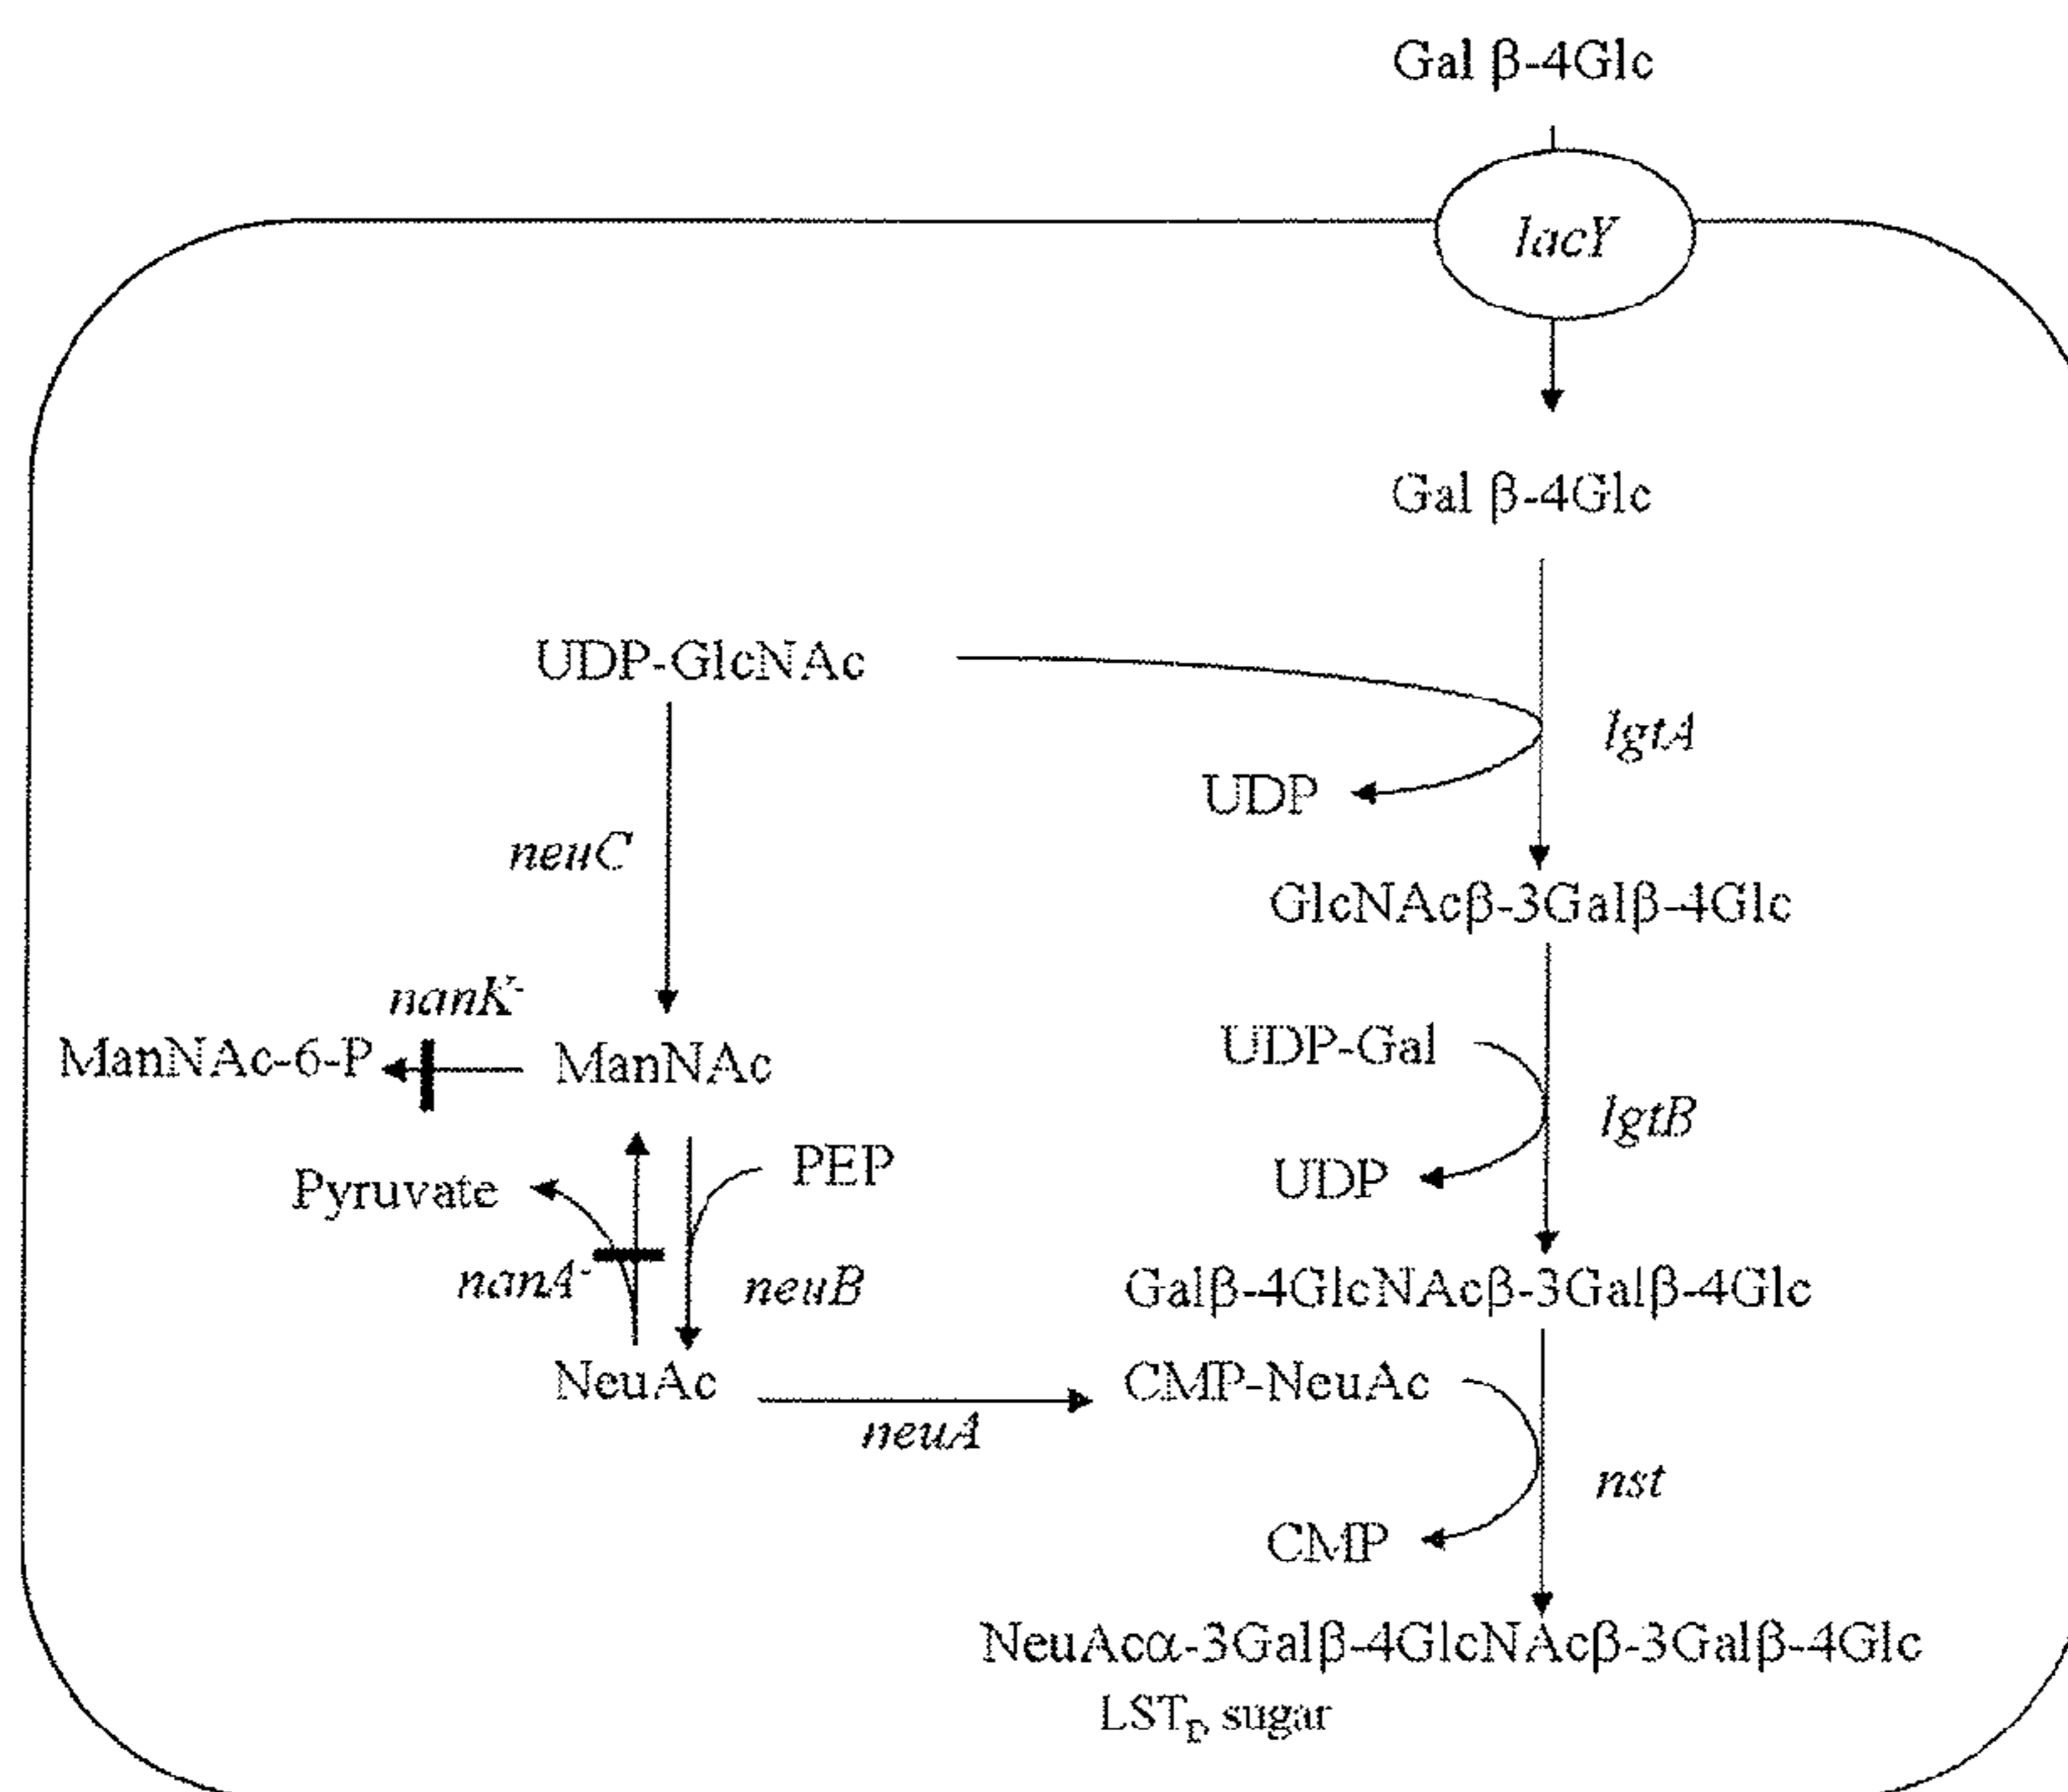 Gal β-4Glc
lacY
Gal β-4Glc
UDP-GlcNAc
lgtA
UDP
neuC
GlcNAcβ-3Galβ-4Glc
nanK-
ManNAc-6-P
ManNAc
UDP-Gal
lgtB
Pyruvate
PEP
UDP
nanA-
neuB
Galβ-4GlcNAcβ-3Galβ-4Glc
NeuAc
CMP-NeuAc
neuA
nst
CMP
NeuAcα-3Galβ-4GlcNAcβ-3Galβ-4Glc
LSTD sugar